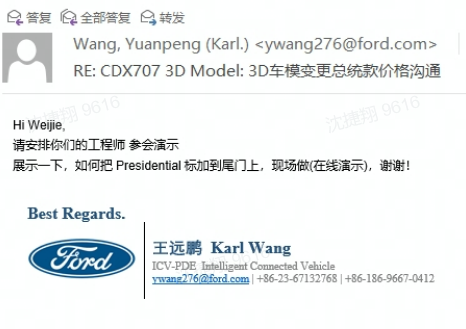 答复 全部答复 转发
Wang, Yuanpeng (Karl.) <ywang276@ford.com>
RE: CDX707 3D Model: 3D车模变更总统款价格沟通
沈捷翔 9616
沈捷翔 9616
Hi Weijie,
请安排你们的工程师 参会演示
展示一下，如何把 Presidential 标加到尾门上，现场做(在线演示)，谢谢！
Best Regards.
Ford
王远鹏 Karl Wang
ICV-PDE Intelligent Connected Vehicle
ywang276@ford.com | +86-23-67132768 | +86-186-9667-0412